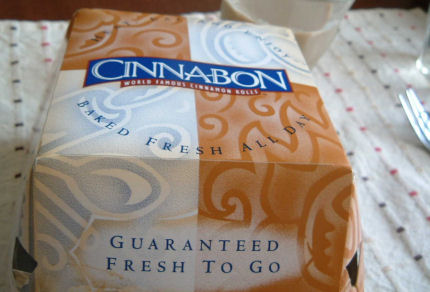 CINNABON
WORLD FAMOUS CINNAMON ROLLS
BAKED FRESH ALL DAY
GUARANTEED
FRESH TO GO